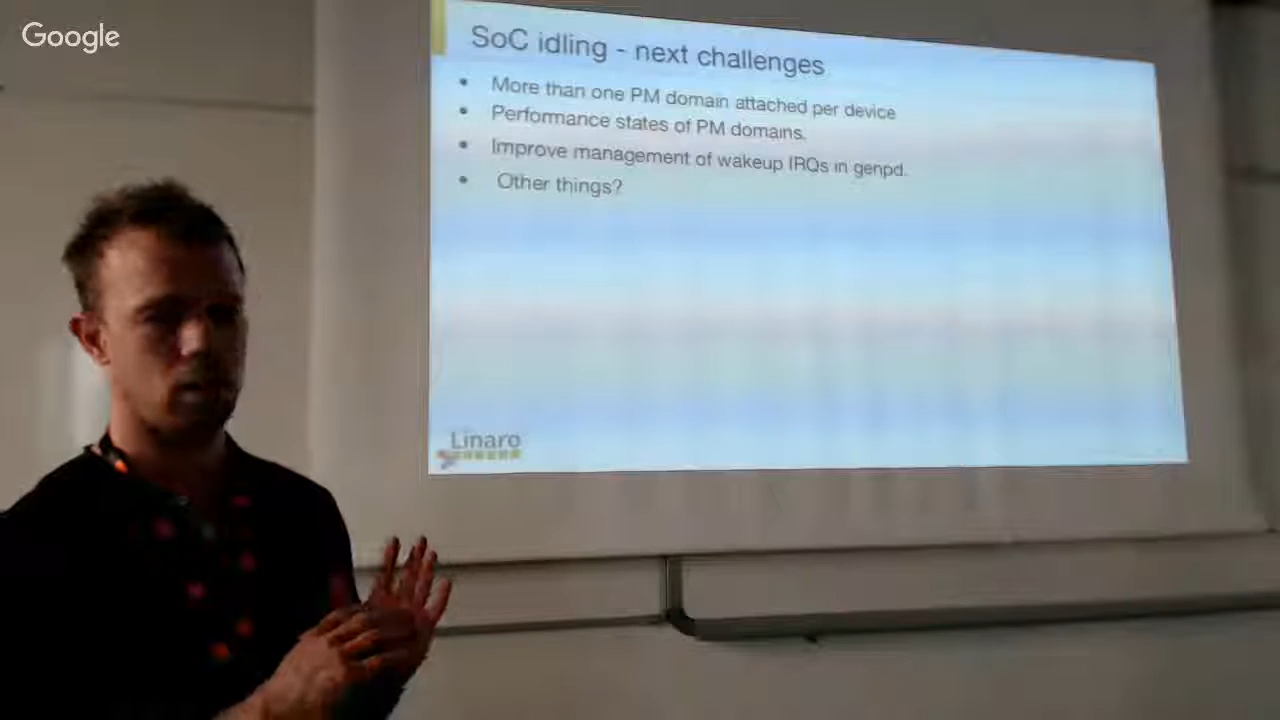 Google
SoC idling - next challenges
• More than one PM domain attached per device
• Performance states of PM domains.
• Improve management of wakeup IRQs in genpd.
• Other things?
Linaro